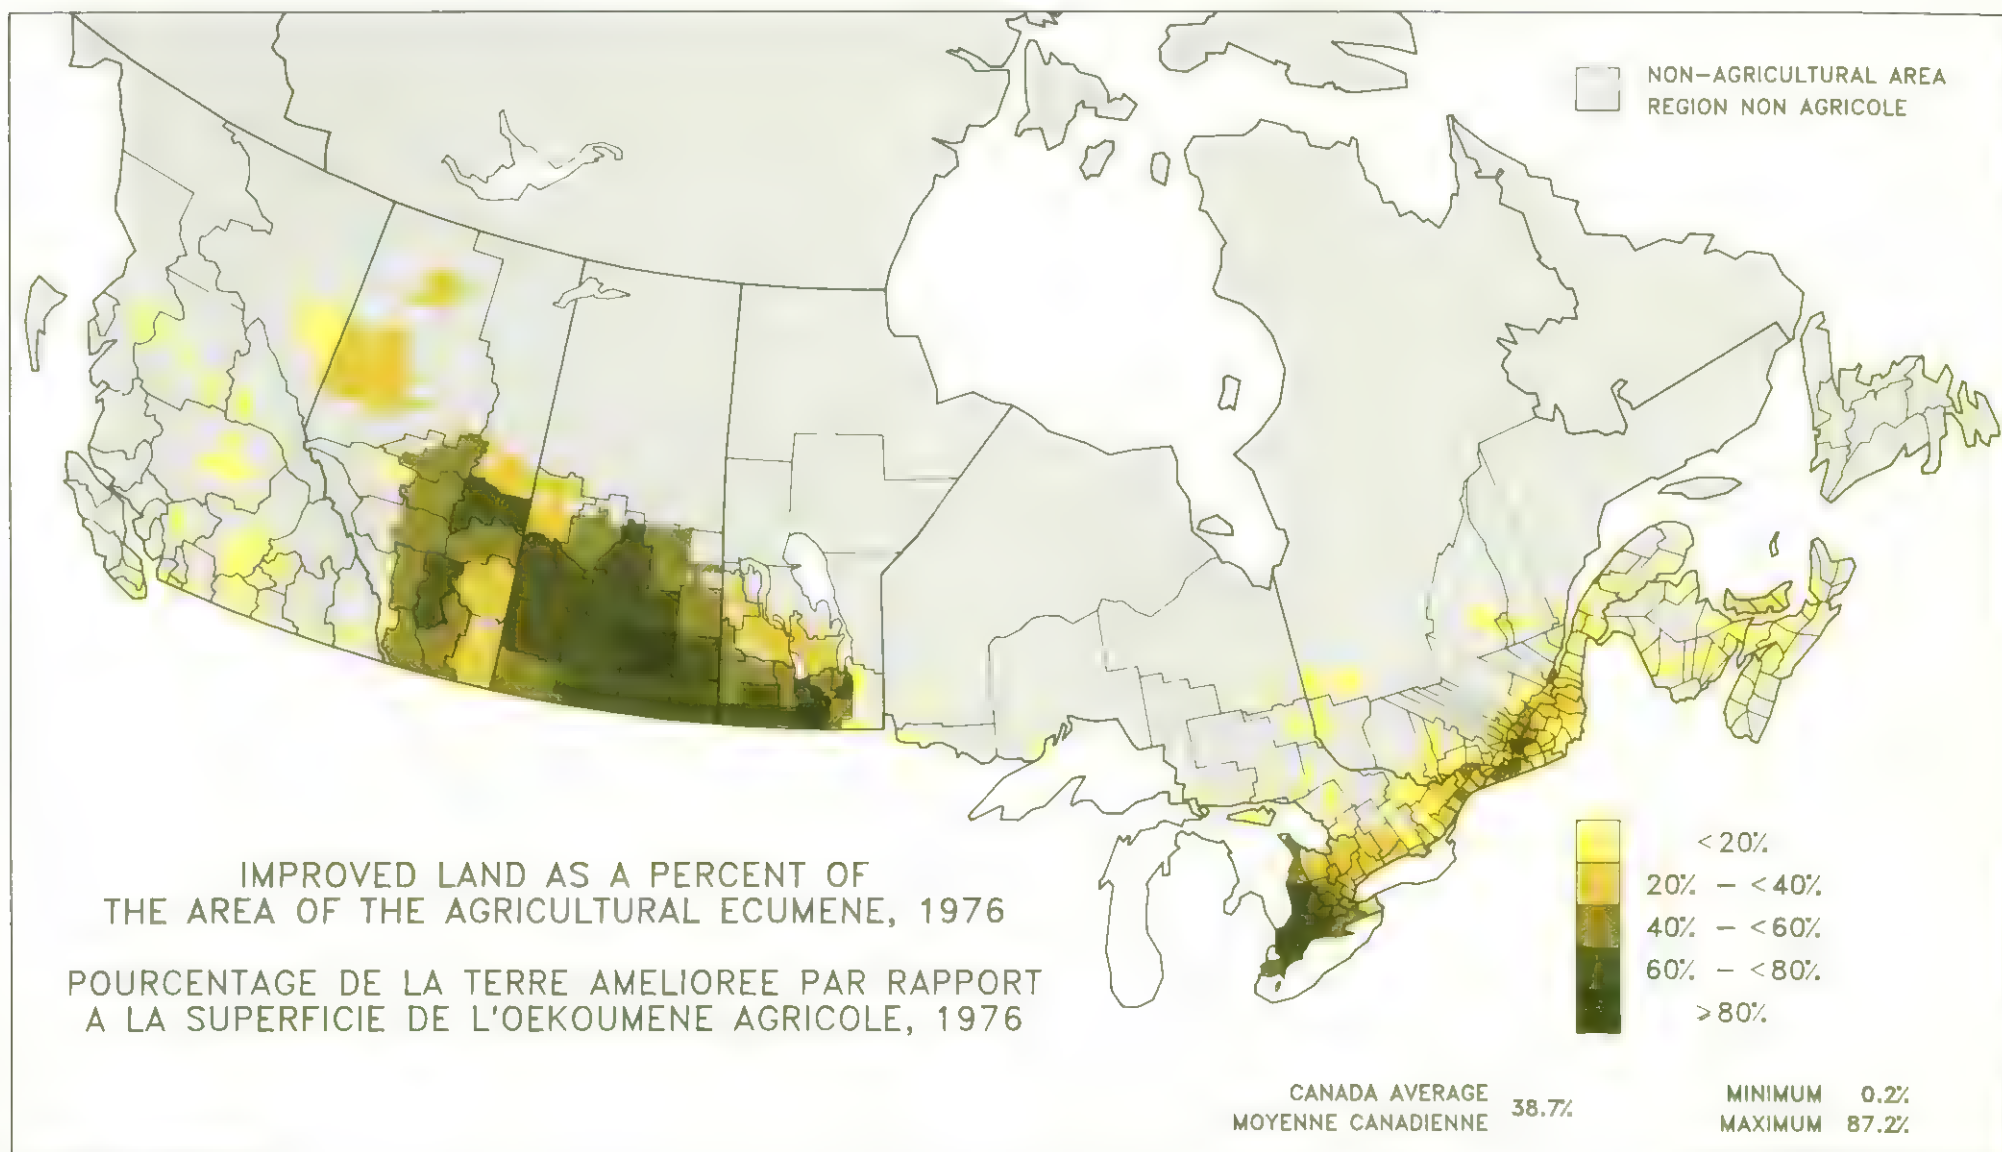 NON-AGRICULTURAL AREA
REGION NON AGRICOLE
IMPROVED LAND AS A PERCENT OF
THE AREA OF THE AGRICULTURAL ECUMENE, 1976
POURCENTAGE DE LA TERRE AMELIOREE PAR RAPPORT
A LA SUPERFICIE DE L'OEKOUMENE AGRICOLE, 1976
<20%
20% - <40%
40% - <60%
60% - <80%
⩾80%
CANADA AVERAGE
MOYENNE CANADIENNE
38.7%
MINIMUM 0.2%
MAXIMUM 87.2%